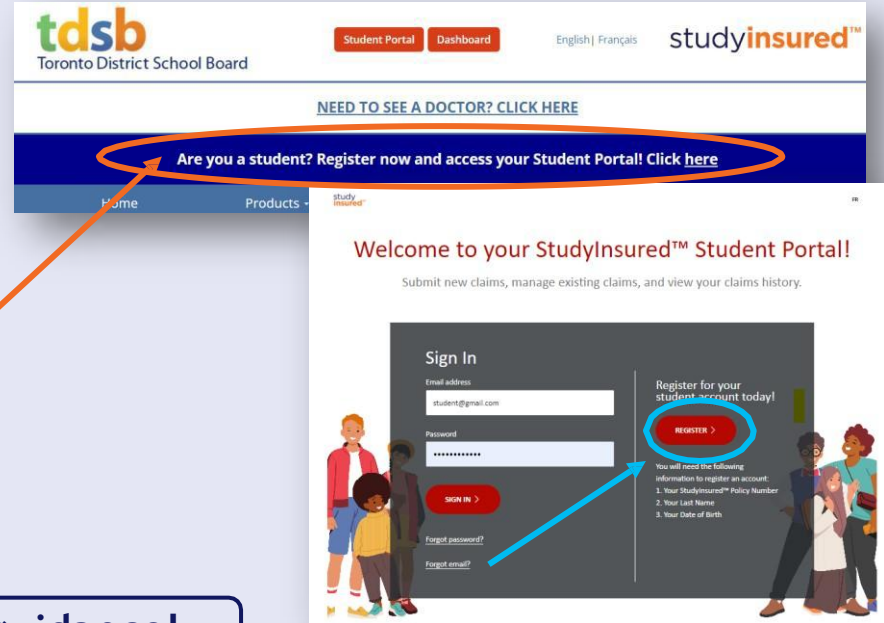 tdsb
Toronto District School Board
Student Portal
Dashboard
English| Français
studyinsured™
NEED TO SEE A DOCTOR? CLICK HERE
Are you a student? Register now and access your Student Portal! Click here
Home
Products
study
insured™
FR
Welcome to your StudyInsured™ Student Portal!
Submit new claims, manage existing claims, and view your claims history.
Sign In
Email address
student@gmail.com
Password
••••••••••••
SIGN IN >
Forgot password?
Forgot email?
Register for your
student account today!
REGISTER >
You will need the following
information to register an account:
1. Your StudyInsured™ Policy Number
2. Your Last Name
3. Your Date of Birth